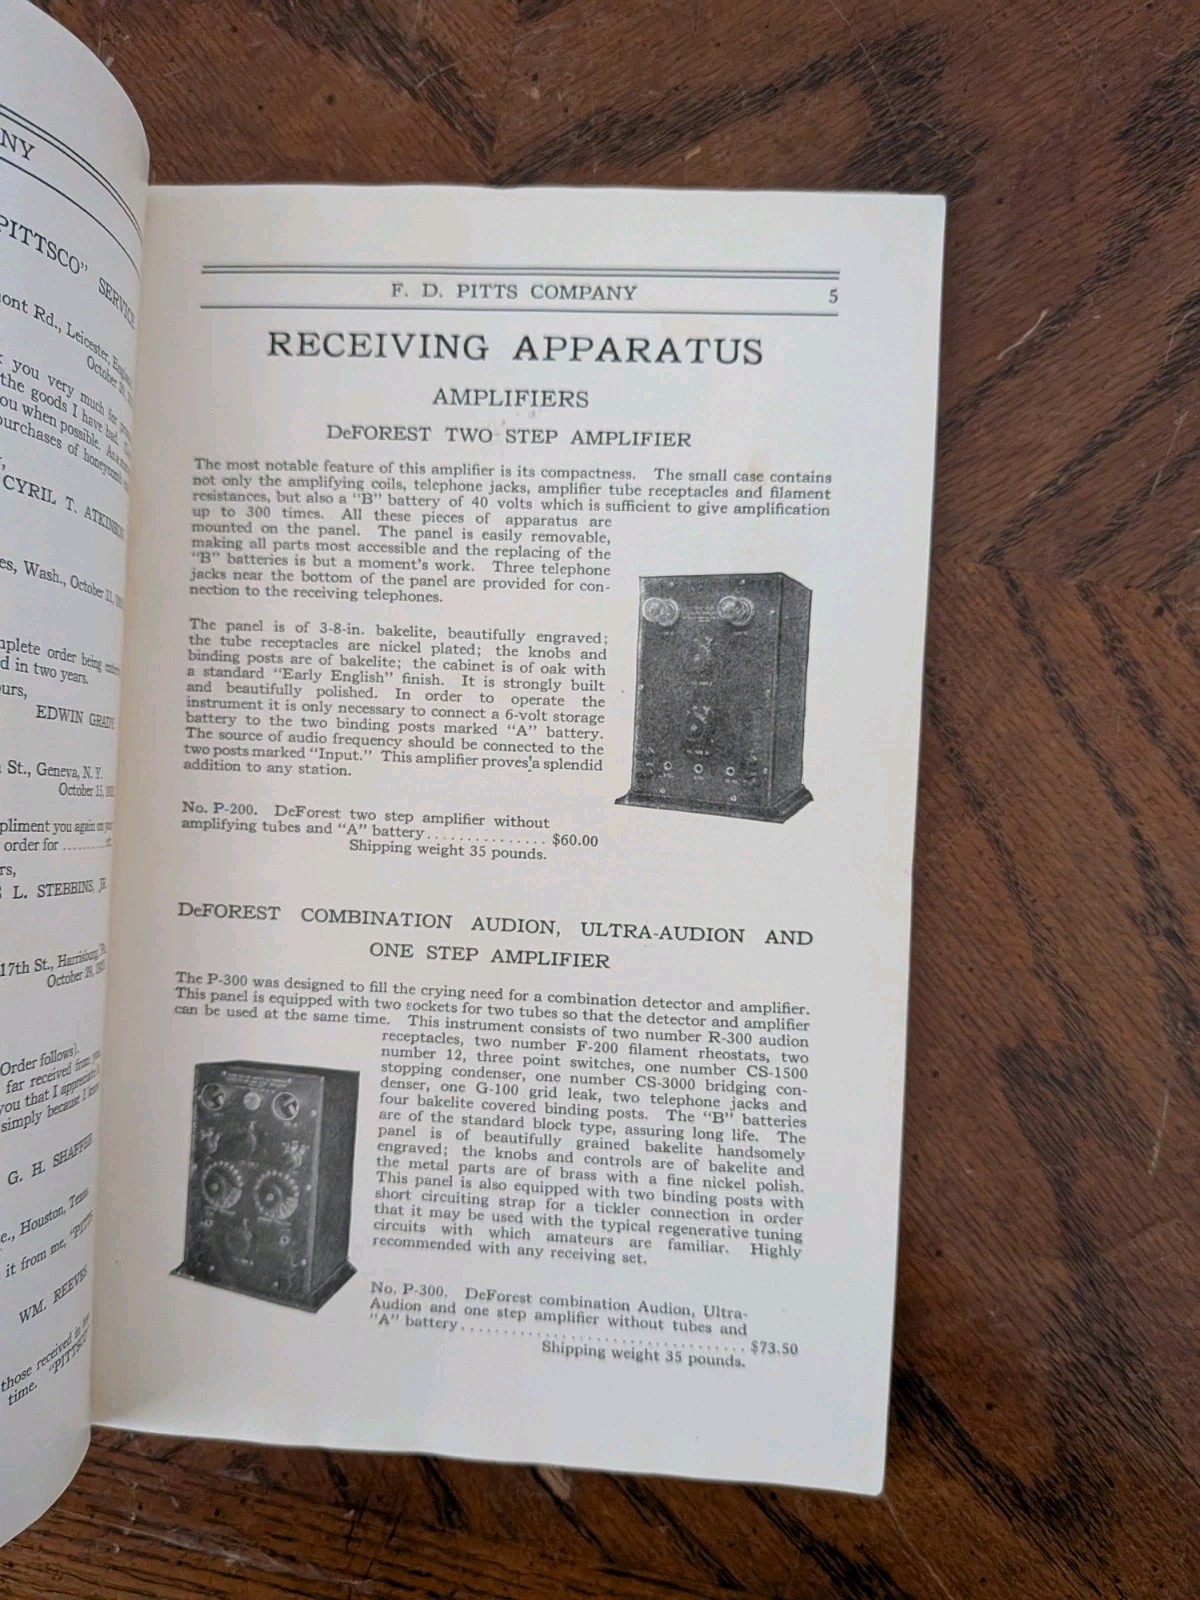 NY
PITTSCO" SERVICE
ont Rd., Leicester,
October
you very much for
the goods I have had.
ou when possible. As a
purchases of honeycomb
CYRIL T. ATKINSON
es, Wash., October
mplete order being
d in two years.
ours,
EDWIN GRADY
St., Geneva, N. Y.
October 15,
pliment you again on your
order for
rs,
L. STEBBINS, JR.
17th St., Harrisburg, Pa.
October 29,
Order follows).
far received from you
you that I appreciate
simply because I
G. H. SHAFFER
e., Houston, Texas
it from me, "PITTS
WM. REEVES
those received in
time. "PITTSCO"
F. D. PITTS COMPANY 5
RECEIVING APPARATUS
AMPLIFIERS
DeFOREST TWO STEP AMPLIFIER
The most notable feature of this amplifier is its compactness. The small case contains
not only the amplifying coils, telephone jacks, amplifier tube receptacles and filament
resistances, but also a "B" battery of 40 volts which is sufficient to give amplification
up to 300 times. All these pieces of apparatus are
mounted on the panel. The panel is easily removable,
making all parts most accessible and the replacing of the
"B" batteries is but a moment's work. Three telephone
jacks near the bottom of the panel are provided for con-
nection to the receiving telephones.
The panel is of 3-8-in. bakelite, beautifully engraved;
the tube receptacles are nickel plated; the knobs and
binding posts are of bakelite; the cabinet is of oak with
a standard "Early English" finish. It is strongly built
and beautifully polished. In order to operate the
instrument it is only necessary to connect a 6-volt storage
battery to the two binding posts marked "A" battery.
The source of audio frequency should be connected to the
two posts marked "Input." This amplifier proves a splendid
addition to any station.
No. P-200. DeForest two step amplifier without
amplifying tubes and "A" battery............... $60.00
Shipping weight 35 pounds.
DeFOREST COMBINATION AUDION, ULTRA-AUDION AND
ONE STEP AMPLIFIER
The P-300 was designed to fill the crying need for a combination detector and amplifier.
This panel is equipped with two sockets for two tubes so that the detector and amplifier
can be used at the same time. This instrument consists of two number R-300 audion
receptacles, two number F-200 filament rheostats, two
number 12, three point switches, one number CS-1500
stopping condenser, one number CS-3000 bridging con-
denser, one G-100 grid leak, two telephone jacks and
four bakelite covered binding posts. The "B" batteries
are of the standard block type, assuring long life. The
panel is of beautifully grained bakelite handsomely
engraved; the knobs and controls are of bakelite and
the metal parts are of brass with a fine nickel polish.
This panel is also equipped with two binding posts with
short circuiting strap for a tickler connection in order
that it may be used with the typical regenerative tuning
circuits with which amateurs are familiar. Highly
recommended with any receiving set.
No. P-300. DeForest combination Audion, Ultra-
Audion and one step amplifier without tubes and
"A" battery................................... $73.50
Shipping weight 35 pounds.